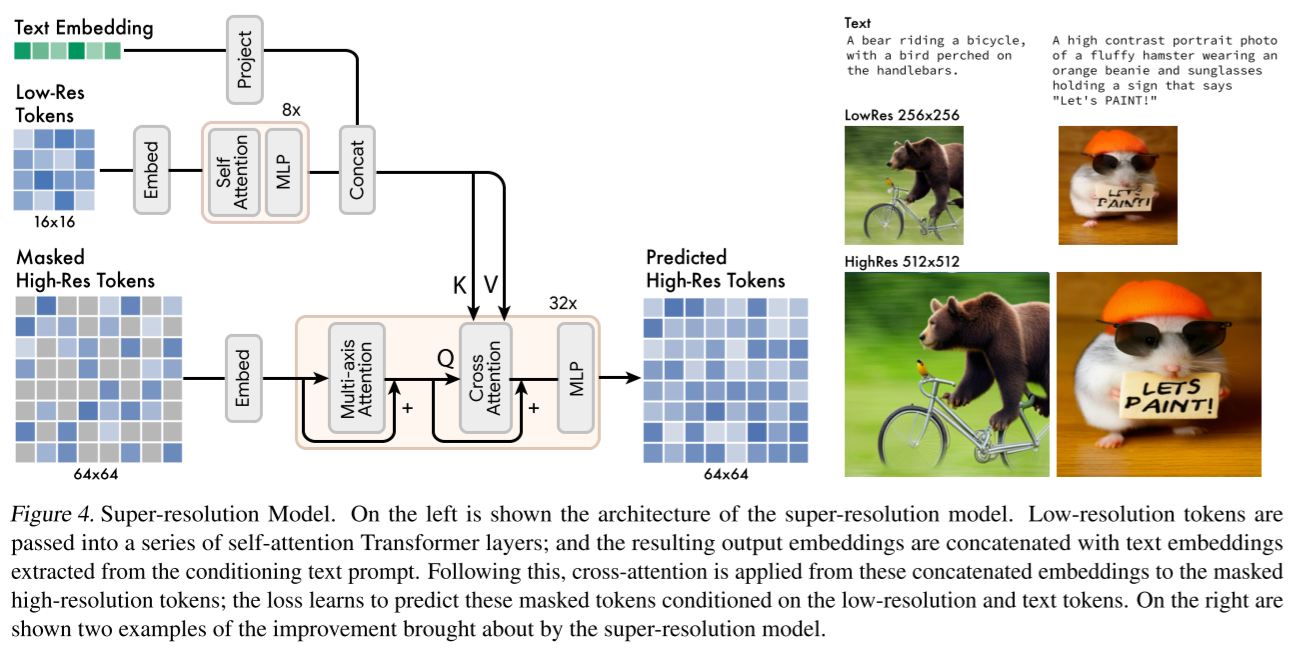 Text Embedding
Project
Low-Res
Tokens
8x
Embed
Self
Attention
MLP
Concat
16x16
Masked
High-Res Tokens
K
V
32x
Embed
Multi-axis
Attention
+
Q
Cross
Attention
+
MLP
64x64
Predicted
High-Res Tokens
64x64
Text
A bear riding a bicycle,
with a bird perched on
the handlebars.
A high contrast portrait photo
of a fluffy hamster wearing an
orange beanie and sunglasses
holding a sign that says
"Let's PAINT!"
LowRes 256x256
LET'S
PAINT!
HighRes 512x512
LETS
PAINT!
Figure 4. Super-resolution Model. On the left is shown the architecture of the super-resolution model. Low-resolution tokens are
passed into a series of self-attention Transformer layers; and the resulting output embeddings are concatenated with text embeddings
extracted from the conditioning text prompt. Following this, cross-attention is applied from these concatenated embeddings to the masked
high-resolution tokens; the loss learns to predict these masked tokens conditioned on the low-resolution and text tokens. On the right are
shown two examples of the improvement brought about by the super-resolution model.